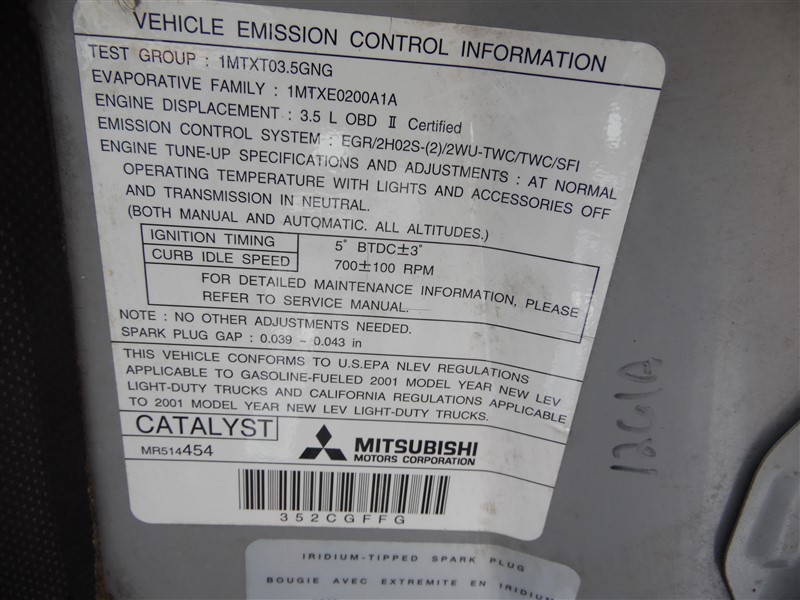 VEHICLE EMISSION CONTROL INFORMATION
TEST GROUP : 1MTXT03.5GNG
EVAPORATIVE FAMILY : 1MTXE0200A1A
ENGINE DISPLACEMENT : 3.5 L OBD II Certified
EMISSION CONTROL SYSTEM : EGR/2HO2S-(2)/2WU-TWC/TWC/SFI
ENGINE TUNE-UP SPECIFICATIONS AND ADJUSTMENTS : AT NORMAL
OPERATING TEMPERATURE WITH LIGHTS AND ACCESSORIES OFF
AND TRANSMISSION IN NEUTRAL.
(BOTH MANUAL AND AUTOMATIC. ALL ALTITUDES.)
IGNITION TIMING 5° BTDC±3°
CURB IDLE SPEED 700±100 RPM
FOR DETAILED MAINTENANCE INFORMATION, PLEASE
REFER TO SERVICE MANUAL.
NOTE : NO OTHER ADJUSTMENTS NEEDED.
SPARK PLUG GAP : 0.039 - 0.043 in
THIS VEHICLE CONFORMS TO U.S.EPA NLEV REGULATIONS
APPLICABLE TO GASOLINE-FUELED 2001 MODEL YEAR NEW LEV
LIGHT-DUTY TRUCKS AND CALIFORNIA REGULATIONS APPLICABLE
TO 2001 MODEL YEAR NEW LEV LIGHT-DUTY TRUCKS.
CATALYST
MITSUBISHI
MOTORS CORPORATION
MR514454
352CGFFG
IRIDIUM-TIPPED SPARK PLUG
BOUGIE AVEC EXTREMITE EN IRIDIUM